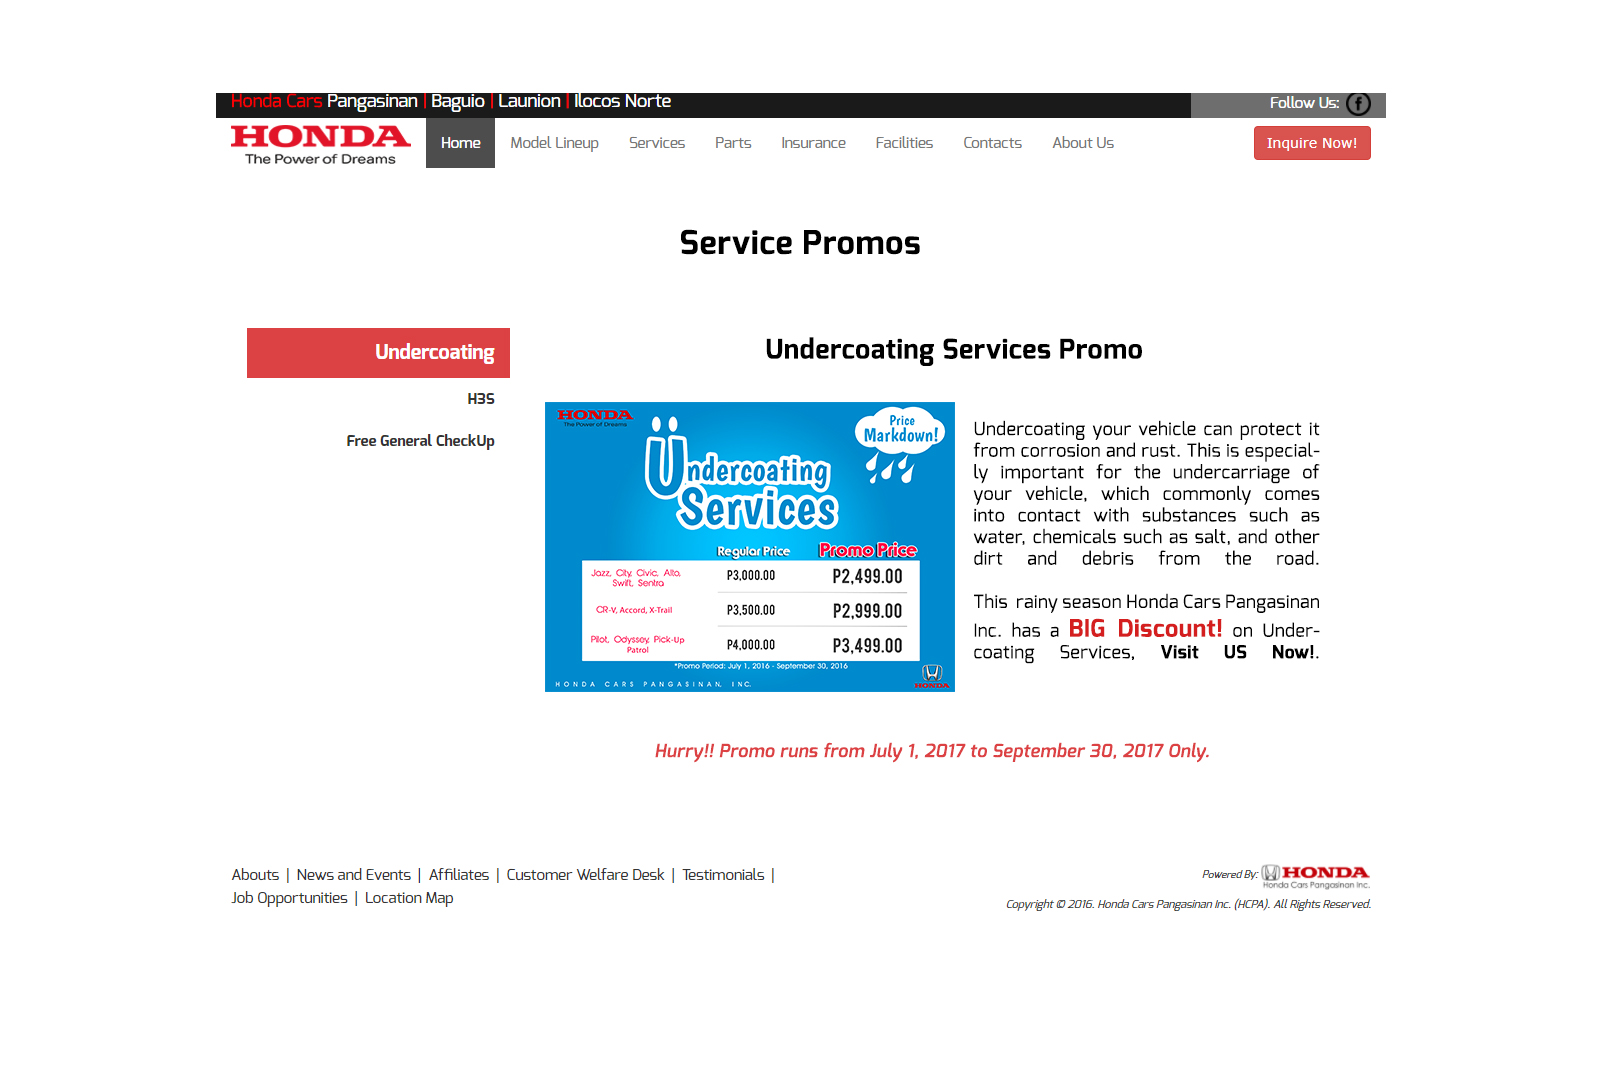 Honda Cars Pangasinan | Baguio | Launion | Ilocos Norte
Follow Us:
HONDA
The Power of Dreams
Home
Model Lineup
Services
Parts
Insurance
Facilities
Contacts
About Us
Inquire Now!
Service Promos
Undercoating
H3S
Free General CheckUp
Undercoating Services Promo
HONDA
The Power of Dreams
Price
Markdown!
Undercoating
Services
Regular Price
Promo Price
Jazz, City, Civic, Alto,
Swift, Sentra
P3,000.00
P2,499.00
CR-V, Accord, X-Trail
P3,500.00
P2,999.00
Pilot, Odyssey, Pick-Up
Patrol
P4,000.00
P3,499.00
*Promo Period: July 1, 2016 - September 30, 2016
HONDA CARS PANGASINAN, INC.
HONDA
Undercoating your vehicle can protect it
from corrosion and rust. This is especial-
ly important for the undercarriage of
your vehicle, which commonly comes
into contact with substances such as
water, chemicals such as salt, and other
dirt and debris from the road.
This rainy season Honda Cars Pangasinan
Inc. has a BIG Discount! on Under-
coating Services, Visit US Now!.
Hurry!! Promo runs from July 1, 2017 to September 30, 2017 Only.
Abouts | News and Events | Affiliates | Customer Welfare Desk | Testimonials |
Job Opportunities | Location Map
Powered By: HONDA
Honda Cars Pangasinan Inc.
Copyright © 2016. Honda Cars Pangasinan Inc. (HCPA). All Rights Reserved.